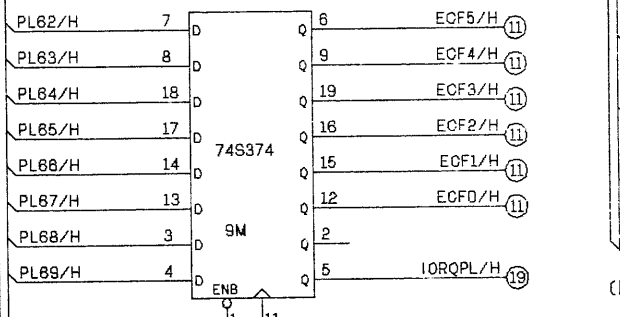 PL62/H 7 D Q 6 ECF5/H 11
PL63/H 8 D Q 9 ECF4/H 11
PL64/H 18 D Q 19 ECF3/H 11
PL65/H 17 D Q 16 ECF2/H 11
74S374
PL66/H 14 D Q 15 ECF1/H 11
PL67/H 13 D Q 12 ECF0/H 11
9M
PL68/H 3 D Q 2
PL69/H 4 D Q 5 IORQPL/H 19
ENB
1 11